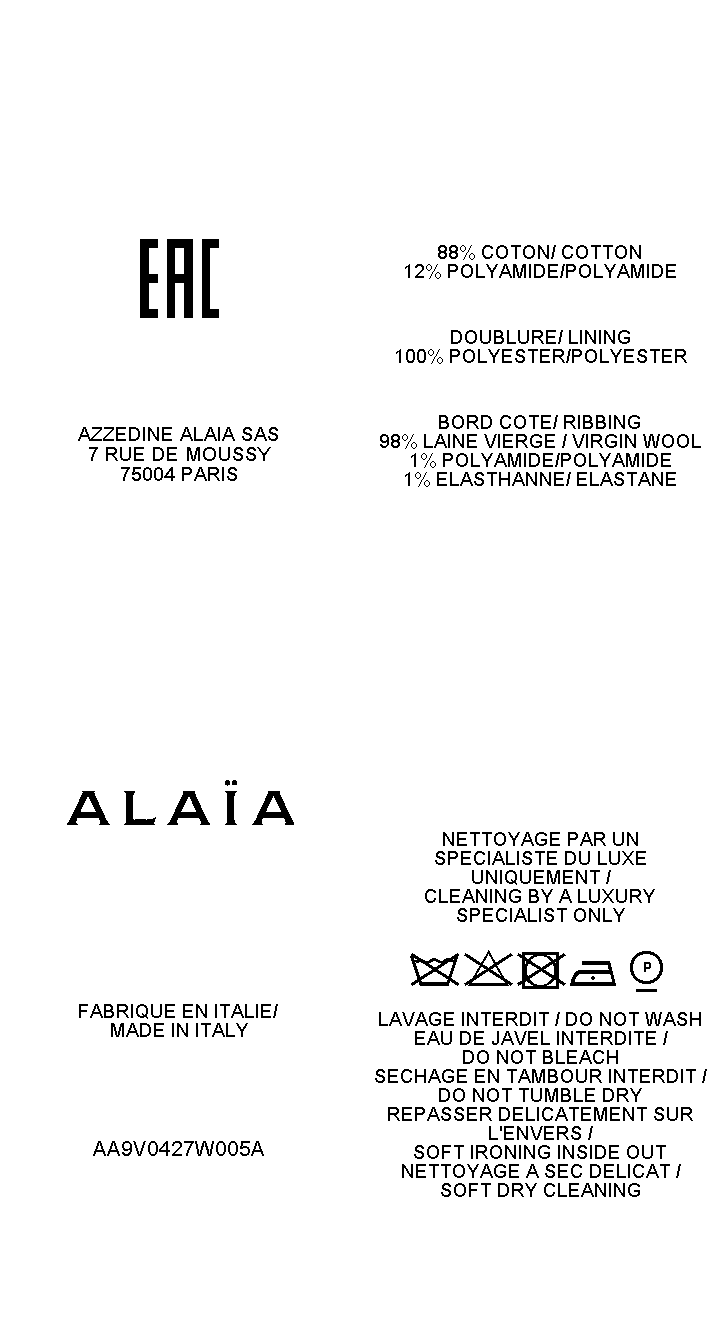 EAC
AZZEDINE ALAIA SAS
7 RUE DE MOUSSY
75004 PARIS
88% COTON/ COTTON
12% POLYAMIDE/POLYAMIDE
DOUBLURE/ LINING
100% POLYESTER/POLYESTER
BORD COTE/ RIBBING
98% LAINE VIERGE / VIRGIN WOOL
1% POLYAMIDE/POLYAMIDE
1% ELASTHANNE/ ELASTANE
ALAÏA
FABRIQUE EN ITALIE/
MADE IN ITALY
AA9V0427W005A
NETTOYAGE PAR UN
SPECIALISTE DU LUXE
UNIQUEMENT /
CLEANING BY A LUXURY
SPECIALIST ONLY
P
LAVAGE INTERDIT / DO NOT WASH
EAU DE JAVEL INTERDITE /
DO NOT BLEACH
SECHAGE EN TAMBOUR INTERDIT /
DO NOT TUMBLE DRY
REPASSER DELICATEMENT SUR
L'ENVERS /
SOFT IRONING INSIDE OUT
NETTOYAGE A SEC DELICAT /
SOFT DRY CLEANING